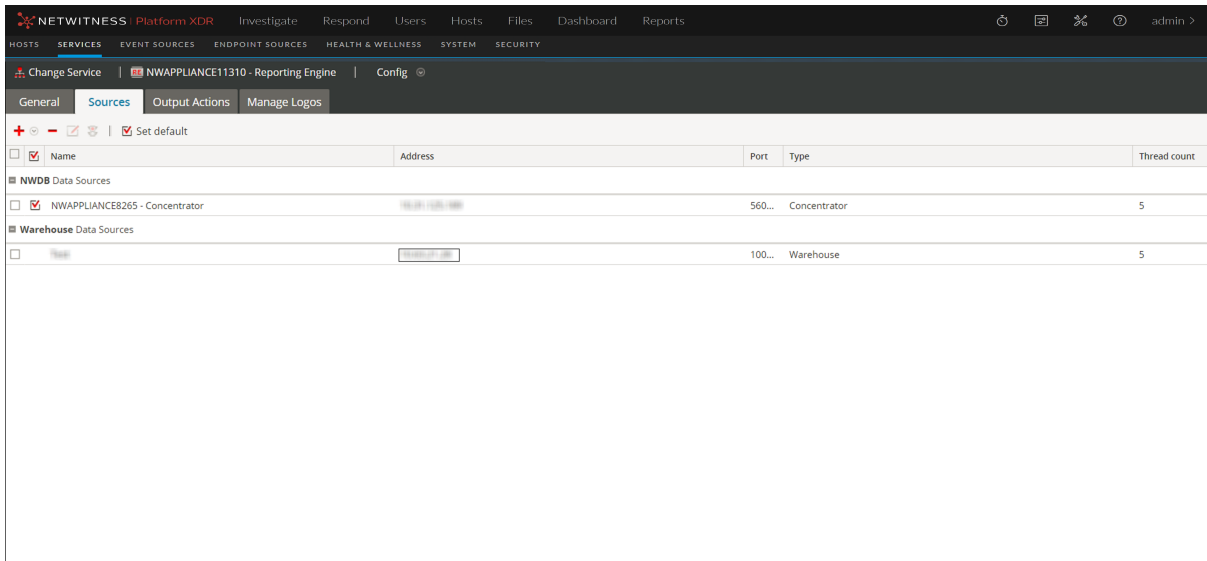 NETWITNESS | Platform XDR Investigate Respond Users Hosts Files Dashboard Reports admin >
HOSTS SERVICES EVENT SOURCES ENDPOINT SOURCES HEALTH & WELLNESS SYSTEM SECURITY
Change Service | RE NWAPPLIANCE11310 - Reporting Engine | Config
General Sources Output Actions Manage Logos
Set default
Name Address Port Type Thread count
NWDB Data Sources
NWAPPLIANCE8265 - Concentrator 560... Concentrator 5
Warehouse Data Sources
100... Warehouse 5